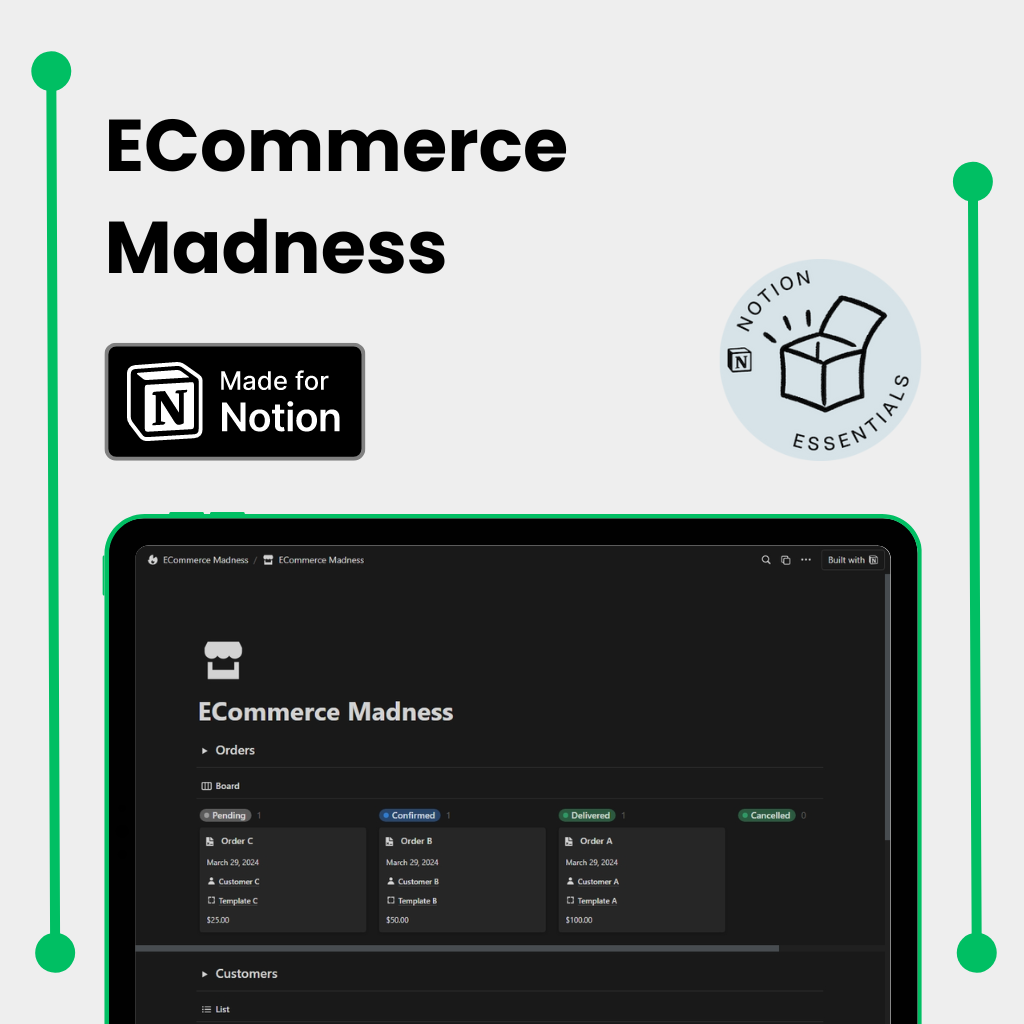 ECommerce
Madness
NOTION
N
ESSENTIALS
N
Made for
Notion
ECommerce Madness / ECommerce Madness
Built with N
ECommerce Madness
Orders
Board
Pending 1
Confirmed 1
Delivered 1
Cancelled 0
Order C
Order B
Order A
March 29, 2024
March 29, 2024
March 29, 2024
Customer C
Customer B
Customer A
Template C
Template B
Template A
$25.00
$50.00
$100.00
Customers
List